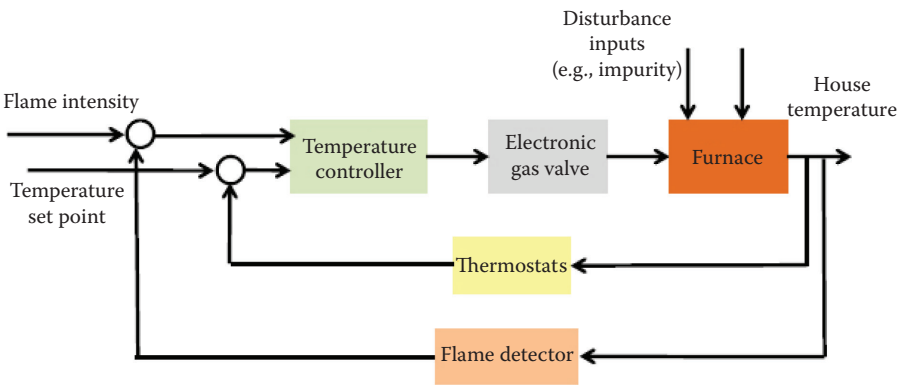 Disturbance
inputs
(e.g., impurity)
House
temperature
Flame intensity
Temperature
controller
Electronic
gas valve
Furnace
Temperature
set point
Thermostats
Flame detector